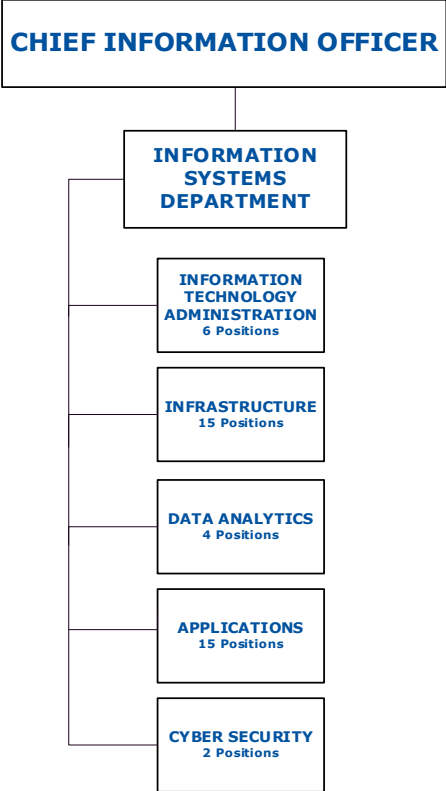 CHIEF INFORMATION OFFICER
INFORMATION
SYSTEMS
DEPARTMENT
INFORMATION
TECHNOLOGY
ADMINISTRATION
6 Positions
INFRASTRUCTURE
15 Positions
DATA ANALYTICS
4 Positions
APPLICATIONS
15 Positions
CYBER SECURITY
2 Positions